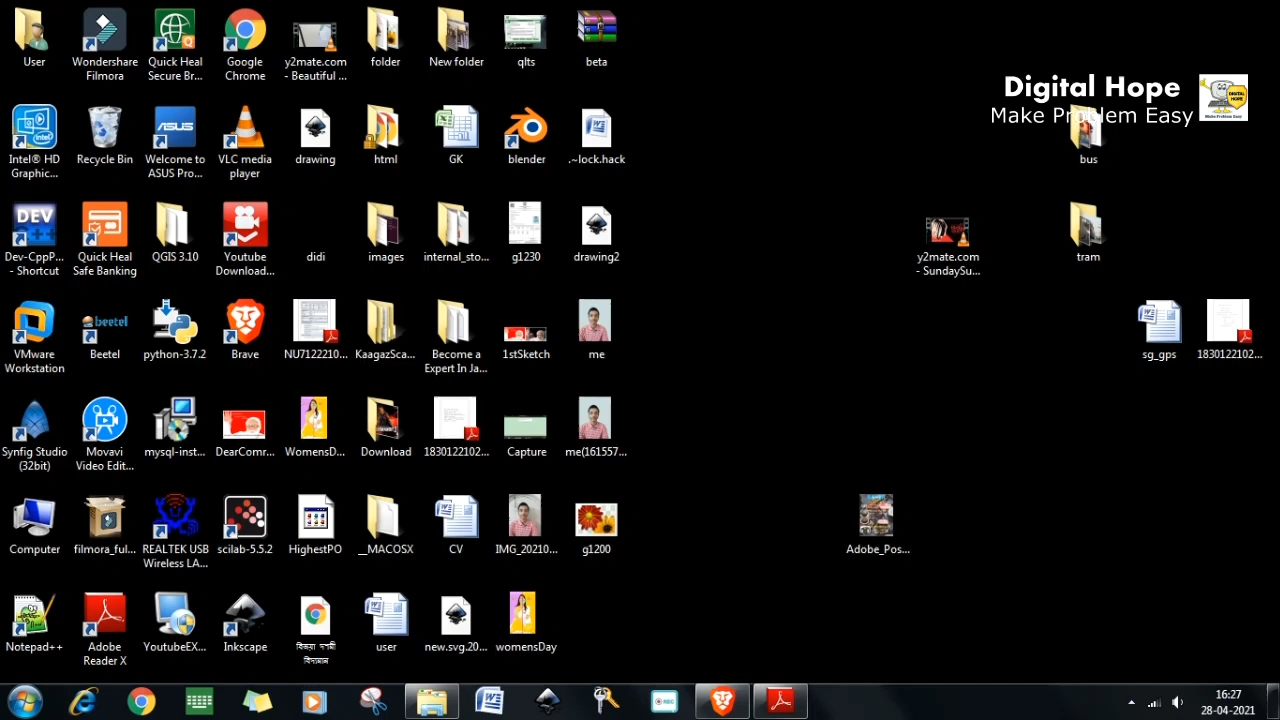 User
Wondershare
Filmora
Quick Heal
Secure Br...
Google
Chrome
y2mate.com
- Beautiful ...
folder
New folder
qlts
beta
Digital Hope
Make Problem Easy
DIGITAL
HOPE
Make Problem Easy
Intel® HD
Graphic...
Recycle Bin
Welcome to
ASUS Pro...
VLC media
player
drawing
html
GK
blender
.~lock.hack
bus
Dev-CppP...
- Shortcut
Quick Heal
Safe Banking
QGIS 3.10
Youtube
Download...
didi
images
internal_sto...
g1230
drawing2
y2mate.com
- SundaySu...
tram
VMware
Workstation
Beetel
python-3.7.2
Brave
NU7122210...
KaagazSca...
Become a
Expert In Ja...
1stSketch
me
sg_gps
1830122102...
Synfig Studio
(32bit)
Movavi
Video Edit...
mysql-inst...
DearComr...
WomensD...
Download
1830122102...
Capture
me(161557...
Computer
filmora_ful...
REALTEK USB
Wireless LA...
scilab-5.5.2
HighestPO
__MACOSX
CV
IMG_20210...
g1200
Adobe_Pos...
Notepad++
Adobe
Reader X
YoutubeEX...
Inkscape
user
new.svg.20...
womensDay
16:27
28-04-2021